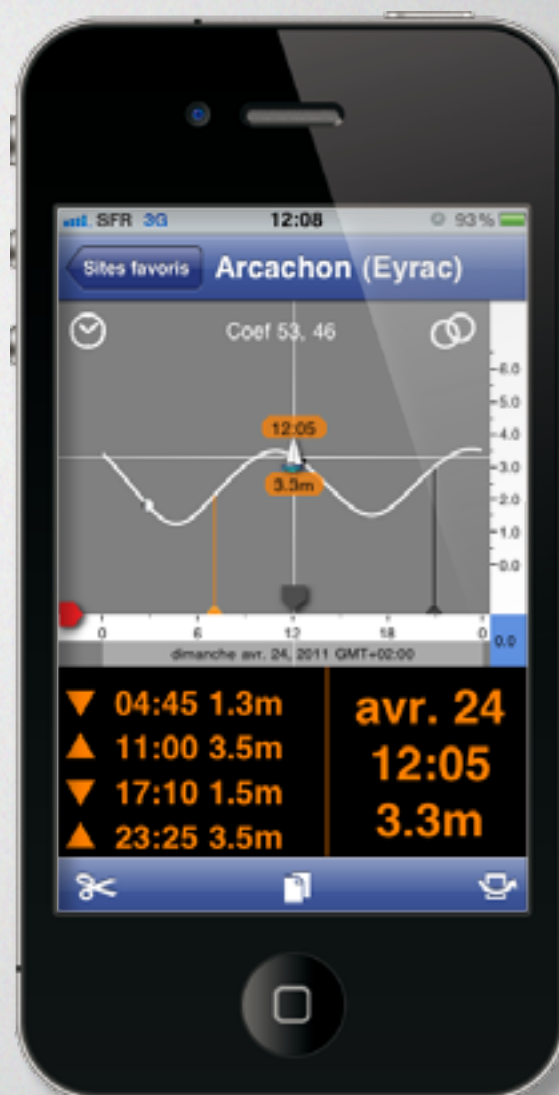 SFR 3G 12:08 93%
Sites favoris Arcachon (Eyrac)
Coef 53, 46
6.0
5.0
12:05
4.0
3.0
3.3m
2.0
1.0
0.0
0 6 12 18 0
0.0
dimanche avr. 24, 2011 GMT+02:00
04:45 1.3m
11:00 3.5m
17:10 1.5m
23:25 3.5m
avr. 24
12:05
3.3m